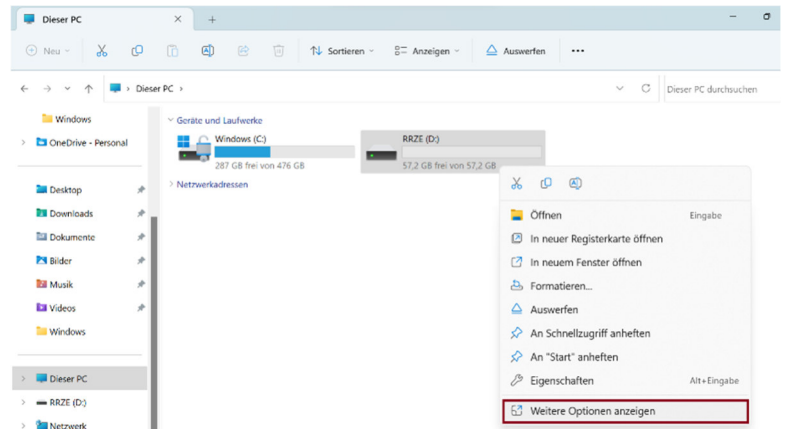 Dieser PC
Neu
Sortieren
Anzeigen
Auswerfen
Dieser PC
Dieser PC durchsuchen
Windows
OneDrive - Personal
Desktop
Downloads
Dokumente
Bilder
Musik
Videos
Windows
Dieser PC
RRZE (D:)
Netzwerk
Geräte und Laufwerke
Windows (C:)
287 GB frei von 476 GB
RRZE (D:)
57,2 GB frei von 57,2 GB
Netzwerkadressen
Öffnen Eingabe
In neuer Registerkarte öffnen
In neuem Fenster öffnen
Formatieren...
Auswerfen
An Schnellzugriff anheften
An "Start" anheften
Eigenschaften Alt+Eingabe
Weitere Optionen anzeigen